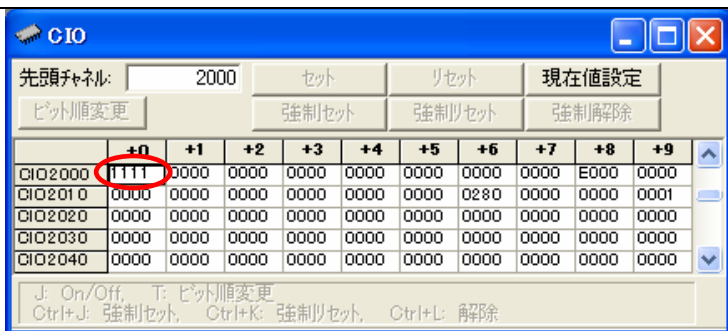 CIO
先頭ﾁｬﾈﾙ: 2000 セット リセット 現在値設定
ビット順変更 強制セット 強制リセット 強制解除
+0 +1 +2 +3 +4 +5 +6 +7 +8 +9
CIO2000 1111 0000 0000 0000 0000 0000 0000 0000 E000 0000
CIO2010 0000 0000 0000 0000 0000 0000 0280 0000 0000 0001
CIO2020 0000 0000 0000 0000 0000 0000 0000 0000 0000 0000
CIO2030 0000 0000 0000 0000 0000 0000 0000 0000 0000 0000
CIO2040 0000 0000 0000 0000 0000 0000 0000 0000 0000 0000
J: On/Off, T: ビット順変更
Ctrl+J: 強制セット, Ctrl+K: 強制リセット, Ctrl+L: 解除